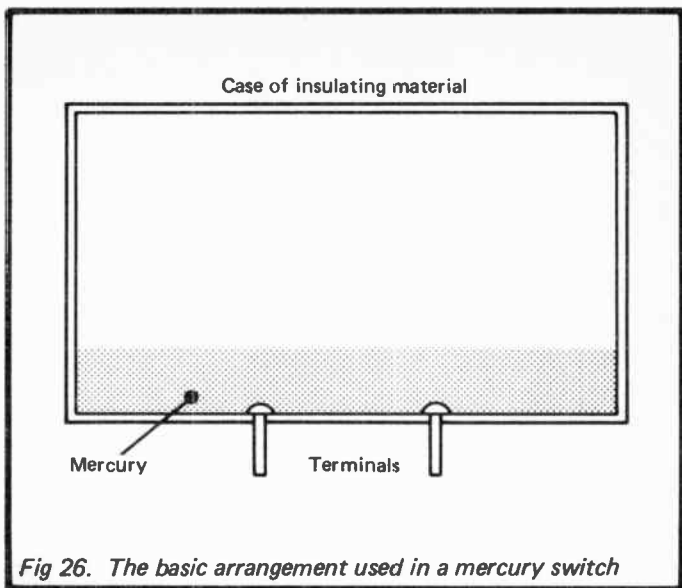 Case of insulating material
Mercury
Terminals
Fig 26. The basic arrangement used in a mercury switch